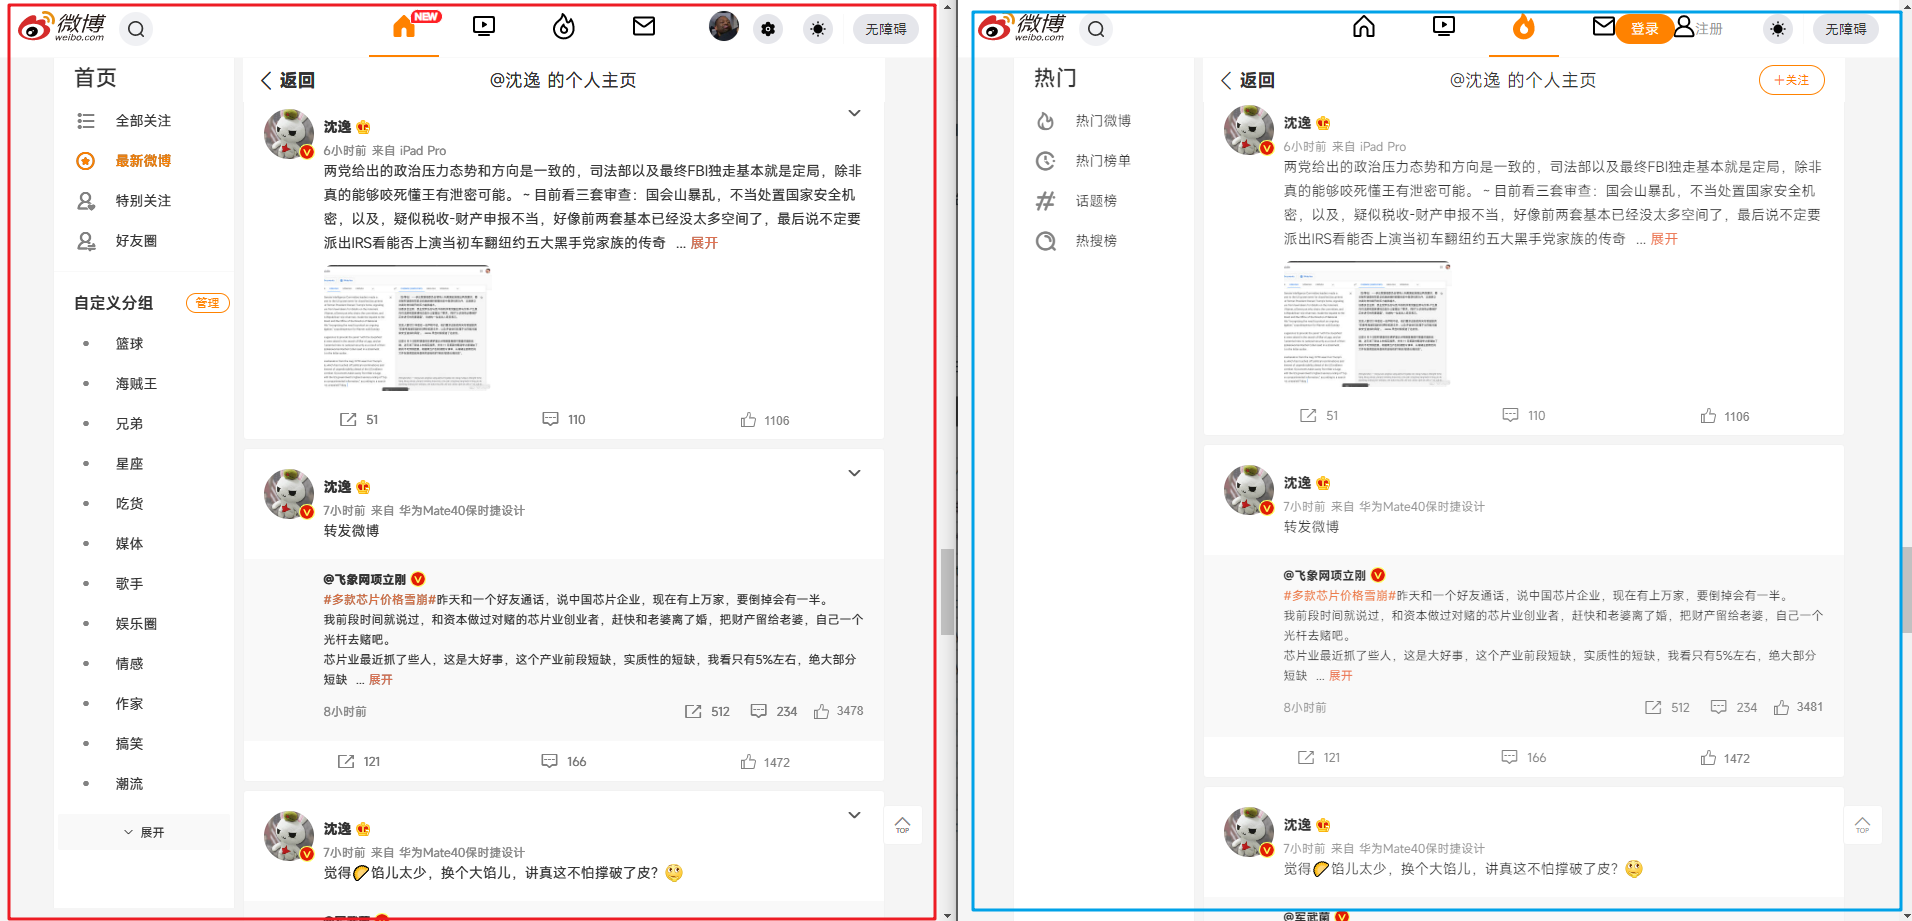 微博
weibo.com
NEW
无障碍
首页
全部关注
最新微博
特别关注
好友圈
自定义分组 管理
篮球
海贼王
兄弟
星座
吃货
媒体
歌手
娱乐圈
情感
作家
搞笑
潮流
展开
返回 @沈逸 的个人主页
沈逸
6小时前 来自 iPad Pro
两党给出的政治压力态势和方向是一致的，司法部以及最终FBI独走基本就是定局，除非
真的能够咬死懂王有泄密可能。~ 目前看三套审查：国会山暴乱，不当处置国家安全机
密，以及，疑似税收-财产申报不当，好像前两套基本已经没太多空间了，最后说不定要
派出IRS看能否上演当初车翻纽约五大黑手党家族的传奇 ... 展开
51 110 1106
沈逸
7小时前 来自 华为Mate40保时捷设计
转发微博
@飞象网项立刚
#多款芯片价格雪崩#昨天和一个好友通话，说中国芯片企业，现在有上万家，要倒掉会有一半。
我前段时间就说过，和资本做过对赌的芯片业创业者，赶快和老婆离了婚，把财产留给老婆，自己一个
光杆去赌吧。
芯片业最近抓了些人，这是大好事，这个产业前段短缺，实质性的短缺，我看只有5%左右，绝大部分
短缺 ... 展开
8小时前 512 234 3478
121 166 1472
沈逸
7小时前 来自 华为Mate40保时捷设计
觉得🥟馅儿太少，换个大馅儿，讲真这不怕撑破了皮？
TOP
微博
weibo.com
登录 注册 无障碍
热门
热门微博
热门榜单
话题榜
热搜榜
返回 @沈逸 的个人主页 +关注
沈逸
6小时前 来自 iPad Pro
两党给出的政治压力态势和方向是一致的，司法部以及最终FBI独走基本就是定局，除非
真的能够咬死懂王有泄密可能。~ 目前看三套审查：国会山暴乱，不当处置国家安全机
密，以及，疑似税收-财产申报不当，好像前两套基本已经没太多空间了，最后说不定要
派出IRS看能否上演当初车翻纽约五大黑手党家族的传奇 ... 展开
51 110 1106
沈逸
7小时前 来自 华为Mate40保时捷设计
转发微博
@飞象网项立刚
#多款芯片价格雪崩#昨天和一个好友通话，说中国芯片企业，现在有上万家，要倒掉会有一半。
我前段时间就说过，和资本做过对赌的芯片业创业者，赶快和老婆离了婚，把财产留给老婆，自己一个
光杆去赌吧。
芯片业最近抓了些人，这是大好事，这个产业前段短缺，实质性的短缺，我看只有5%左右，绝大部分
短缺 ... 展开
8小时前 512 234 3481
121 166 1472
沈逸
7小时前 来自 华为Mate40保时捷设计
觉得🥟馅儿太少，换个大馅儿，讲真这不怕撑破了皮？
@军武菌
TOP